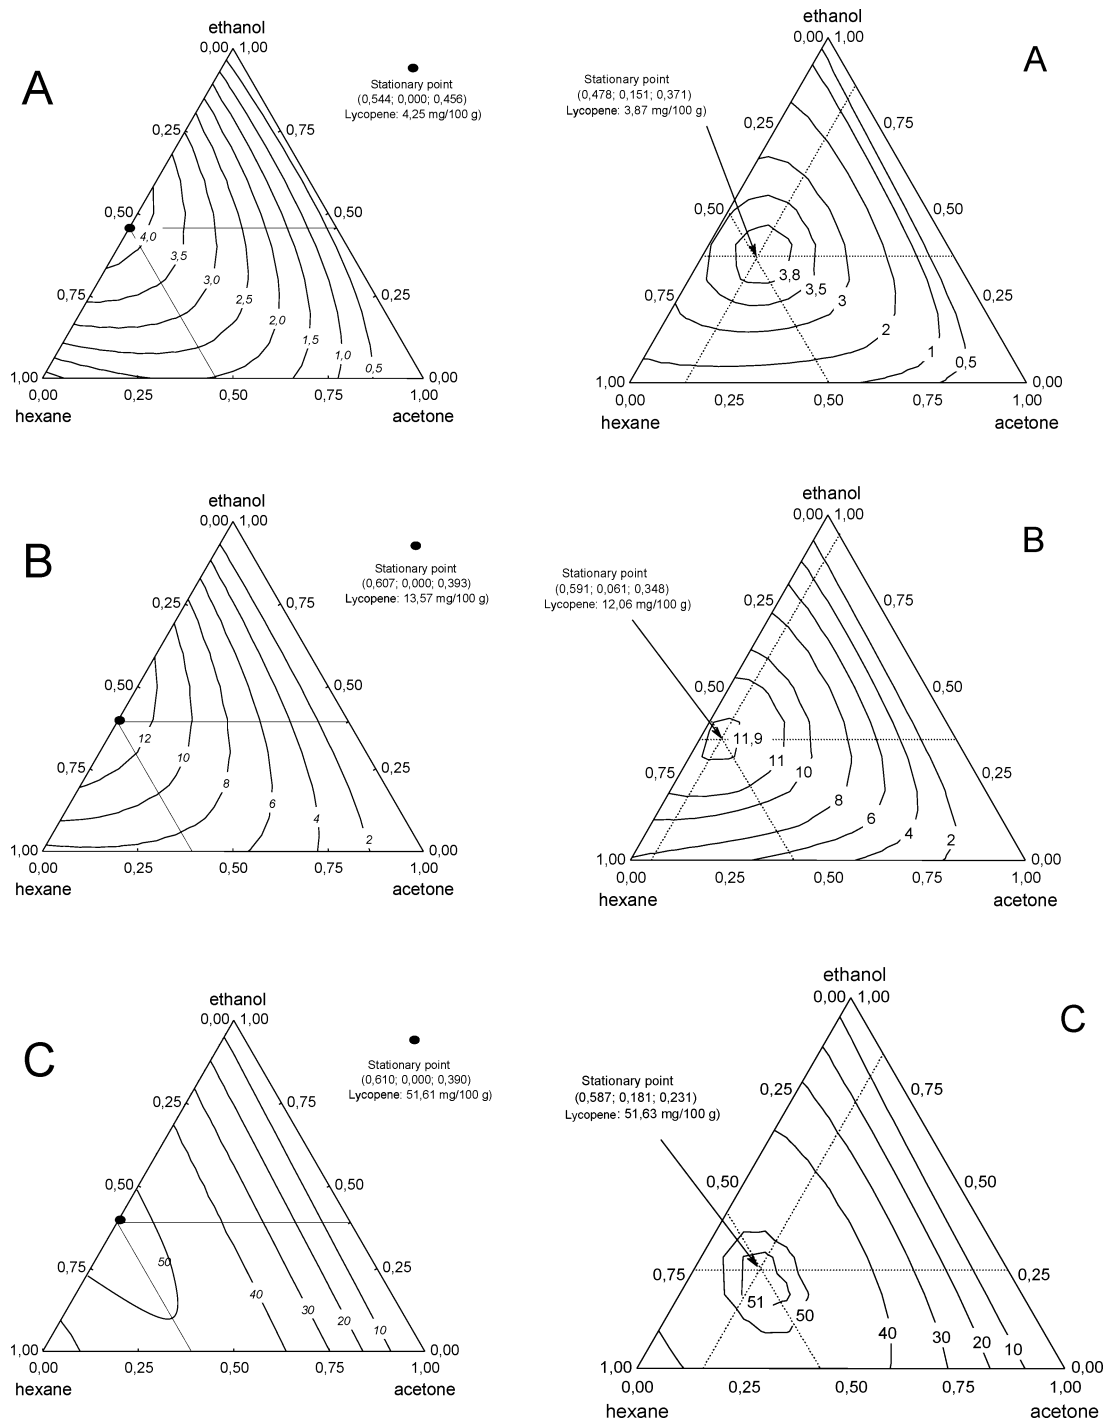 ethanol
0,00 1,00
A
Stationary point
(0,544; 0,000; 0,456)
Lycopene: 4,25 mg/100 g)
0,25
0,75
0,50
0,50
4,0
3,5
3,0
2,5
2,0
1,5
1,0
0,5
0,75
0,25
1,00
0,00
0,00
0,25
0,50
0,75
1,00
hexane
acetone
ethanol
0,00 1,00
A
Stationary point
(0,478; 0,151; 0,371)
Lycopene: 3,87 mg/100 g)
0,25
0,75
0,50
0,50
3,8
3,5
3
2
1
0,5
0,75
0,25
1,00
0,00
0,00
0,25
0,50
0,75
1,00
hexane
acetone
ethanol
0,00 1,00
B
Stationary point
(0,607; 0,000; 0,393)
Lycopene: 13,57 mg/100 g)
0,25
0,75
0,50
0,50
12
10
8
6
4
2
0,75
0,25
1,00
0,00
0,00
0,25
0,50
0,75
1,00
hexane
acetone
ethanol
0,00 1,00
B
Stationary point
(0,591; 0,061; 0,348)
Lycopene: 12,06 mg/100 g)
0,25
0,75
0,50
0,50
11,9
11
10
8
6
4
2
0,75
0,25
1,00
0,00
0,00
0,25
0,50
0,75
1,00
hexane
acetone
ethanol
0,00 1,00
C
Stationary point
(0,610; 0,000; 0,390)
Lycopene: 51,61 mg/100 g)
0,25
0,75
0,50
0,50
50
40
30
20
10
0,75
0,25
1,00
0,00
0,00
0,25
0,50
0,75
1,00
hexane
acetone
ethanol
0,00 1,00
C
Stationary point
(0,587; 0,181; 0,231)
Lycopene: 51,63 mg/100 g)
0,25
0,75
0,50
0,50
51
50
40
30
20
10
0,75
0,25
1,00
0,00
0,00
0,25
0,50
0,75
1,00
hexane
acetone